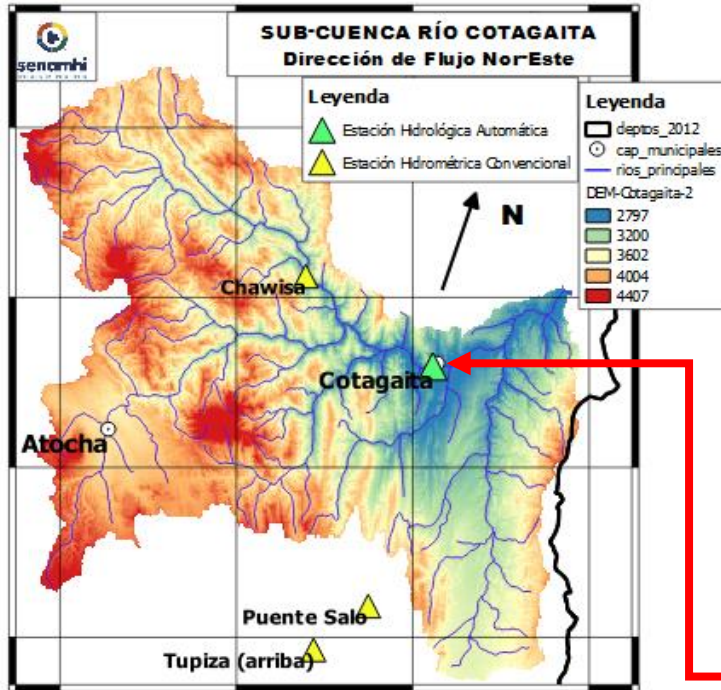 senamhi
SUB-CUENCA RÍO COTAGAITA
Dirección de Flujo Nor-Este
Leyenda
Estación Hidrológica Automática
Estación Hidrométrica Convencional
Leyenda
deptos_2012
cap_municipales
rios_principales
DEM-Cotagaita-2
2797
3200
3602
4004
4407
N
Chawisa
Cotagaita
Atocha
Puente Salo
Tupiza (arriba)